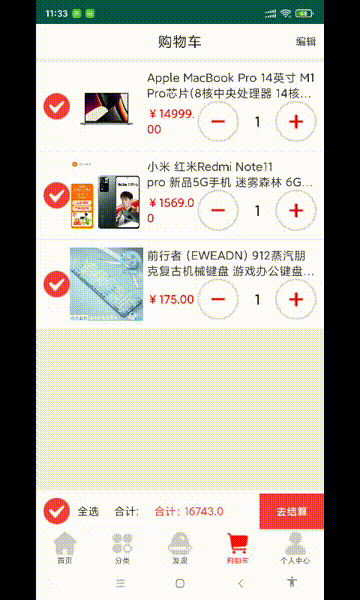 11:33
购物车
编辑
Apple MacBook Pro 14英寸 M1
Pro芯片(8核中央处理器 14核...
￥14999.
00
1
小米 红米Redmi Note11
pro 新品5G手机 迷雾森林 6G...
￥1569.0
0
1
前行者（EWEADN）912蒸汽朋
克复古机械键盘 游戏办公键盘...
￥175.00
1
全选
合计:
合计：16743.0
去结算
首页
分类
发现
购物车
个人中心